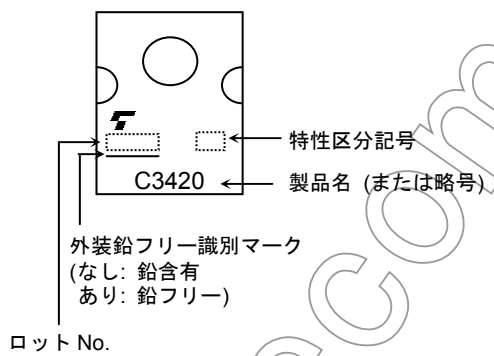 特性区分記号
C3420
製品名 (または略号)
外装鉛フリー識別マーク
(なし: 鉛含有
あり: 鉛フリー)
ロット No.